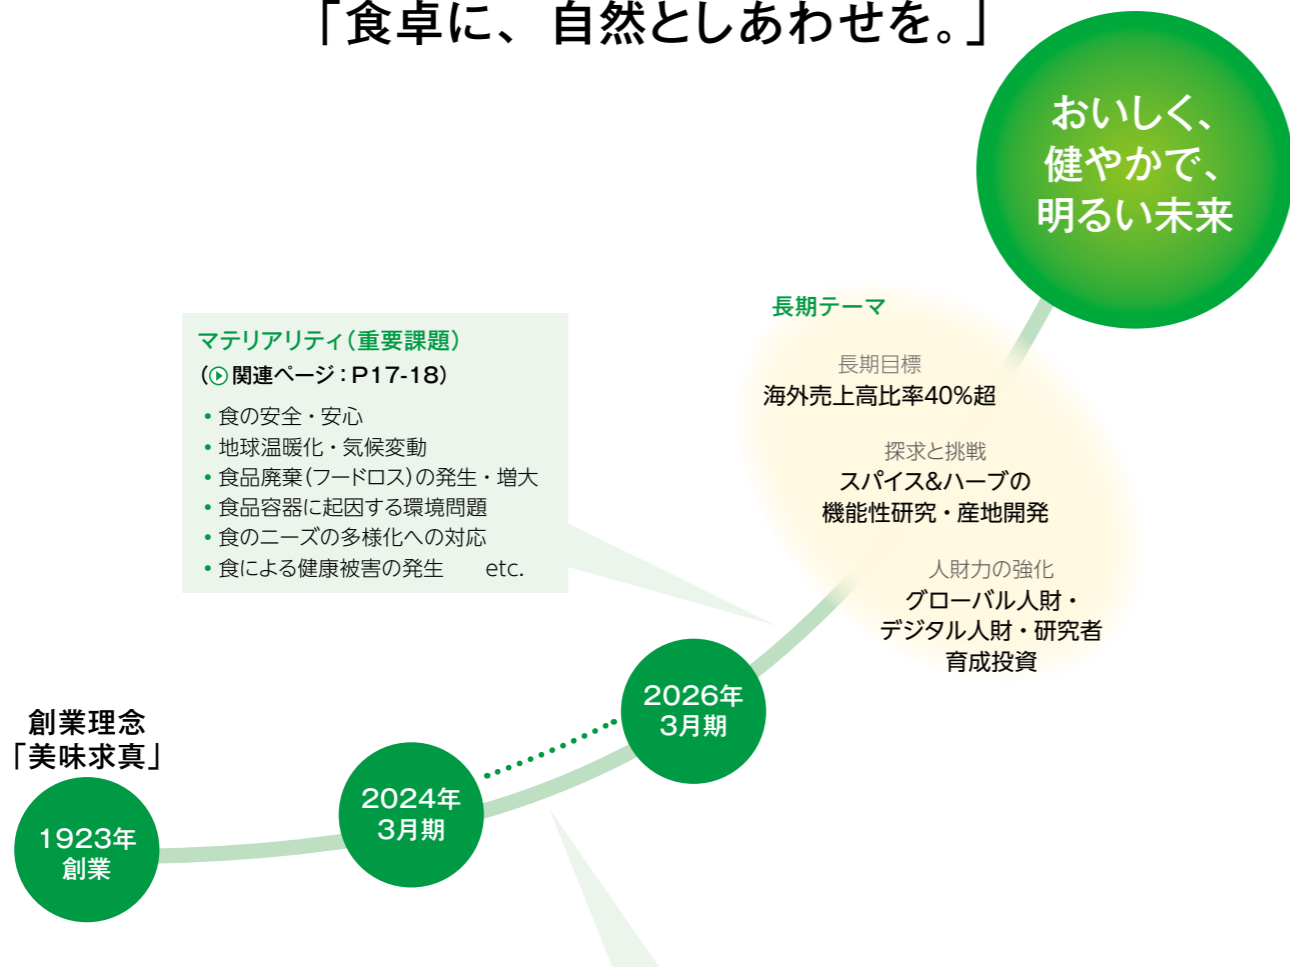 「食卓に、自然としあわせを。」
おいしく、
健やかで、
明るい未来
長期テーマ
長期目標
海外売上高比率40%超
探求と挑戦
スパイス&ハーブの
機能性研究・産地開発
人財力の強化
グローバル人財・
デジタル人財・研究者
育成投資
マテリアリティ(重要課題)
(関連ページ:P17-18)
・食の安全・安心
・地球温暖化・気候変動
・食品廃棄(フードロス)の発生・増大
・食品容器に起因する環境問題
・食のニーズの多様化への対応
・食による健康被害の発生 etc.
2026年
3月期
2024年
3月期
創業理念
「美味求真」
1923年
創業